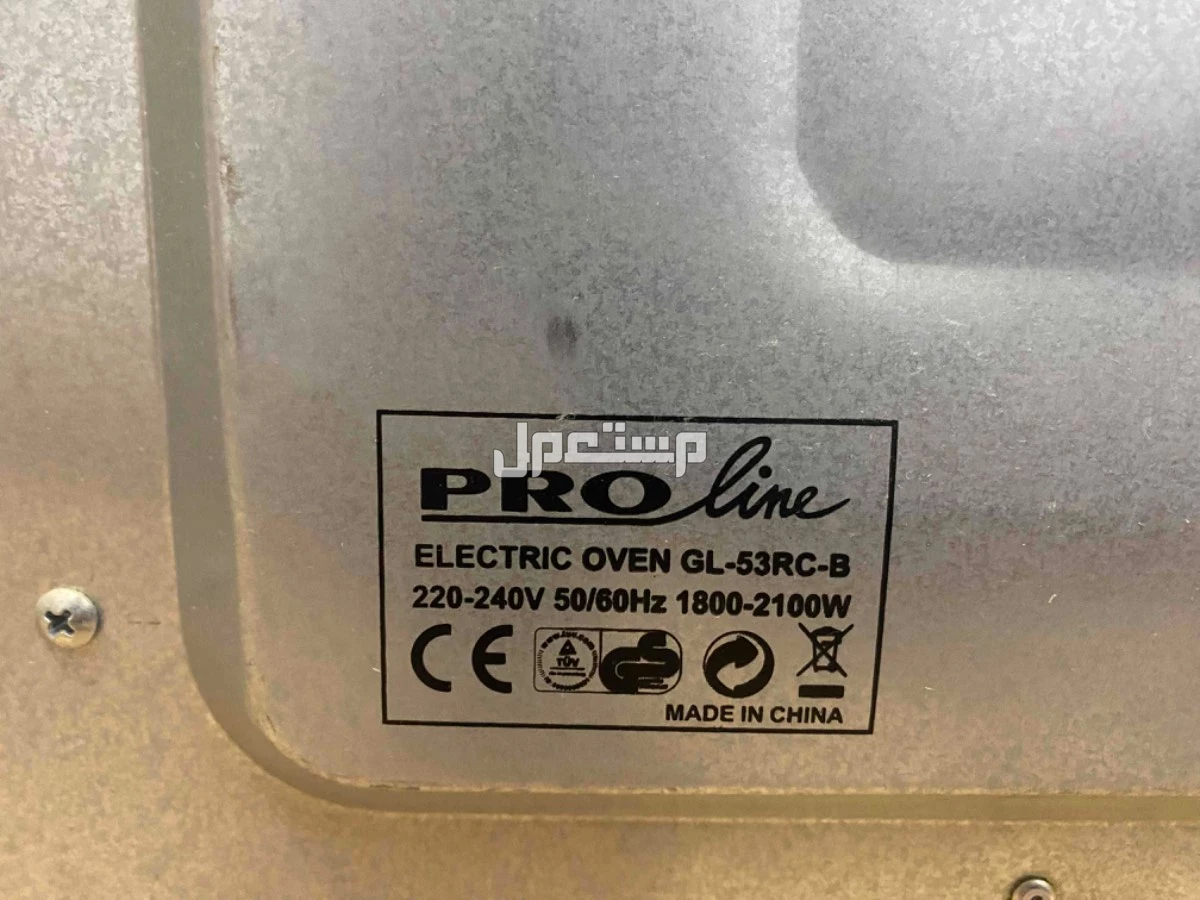 مستعمل
PRO line
ELECTRIC OVEN GL-53RC-B
220-240V 50/60Hz 1800-2100W
CE TÜV
MADE IN CHINA